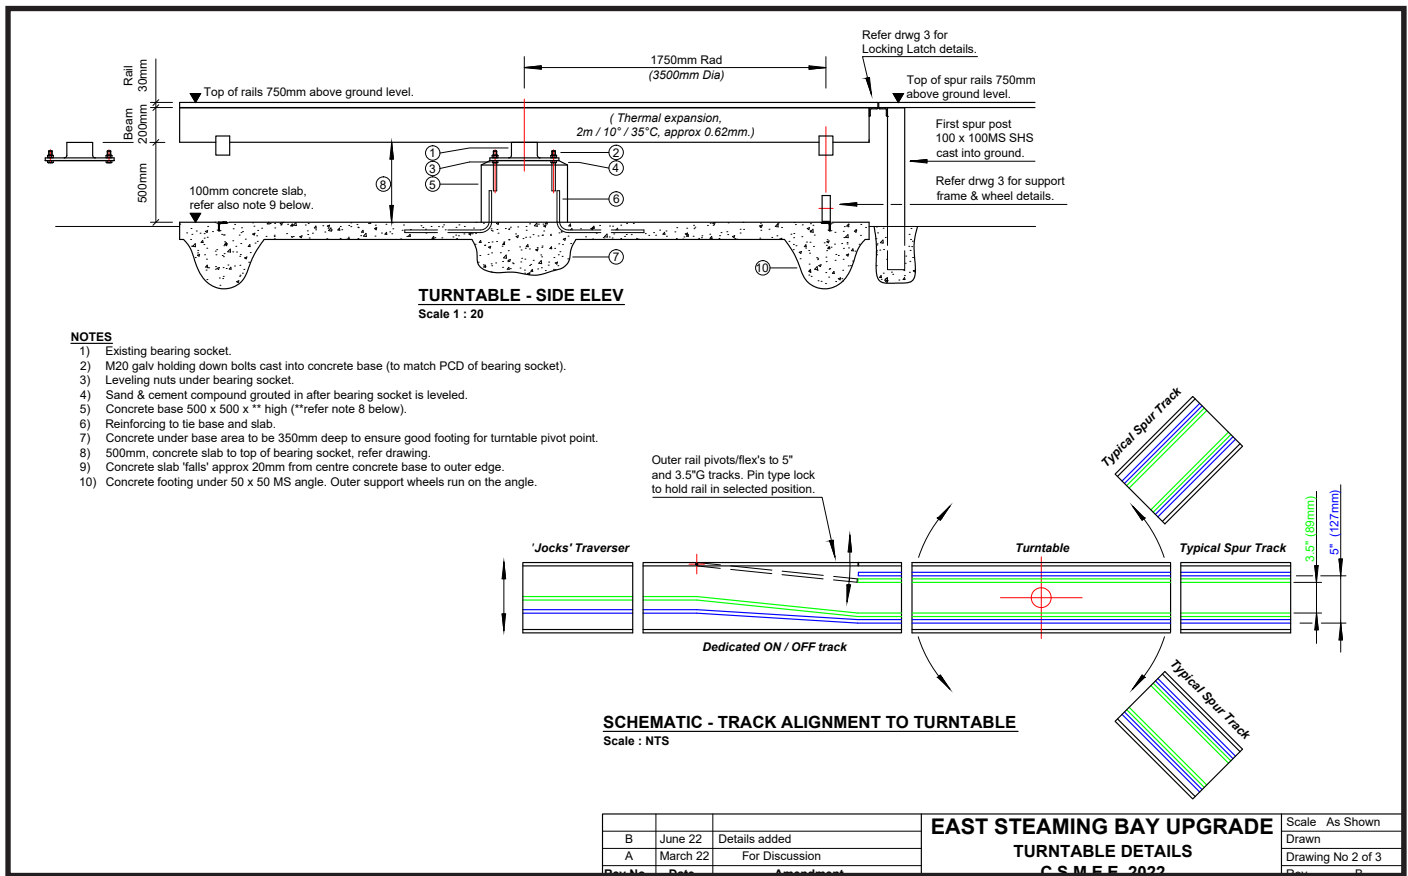 Refer drwg 3 for
Locking Latch details.
1750mm Rad
(3500mm Dia)
Rail
30mm
Top of rails 750mm above ground level.
Top of spur rails 750mm
above ground level.
Beam
200mm
( Thermal expansion,
2m / 10° / 35°C, approx 0.62mm.)
First spur post
100 x 100MS SHS
cast into ground.
1
2
3
4
5
8
6
500mm
100mm concrete slab,
refer also note 9 below.
Refer drwg 3 for support
frame & wheel details.
7
10
TURNTABLE - SIDE ELEV
Scale 1 : 20
NOTES
1) Existing bearing socket.
2) M20 galv holding down bolts cast into concrete base (to match PCD of bearing socket).
3) Leveling nuts under bearing socket.
4) Sand & cement compound grouted in after bearing socket is leveled.
5) Concrete base 500 x 500 x ** high (**refer note 8 below).
6) Reinforcing to tie base and slab.
7) Concrete under base area to be 350mm deep to ensure good footing for turntable pivot point.
8) 500mm, concrete slab to top of bearing socket, refer drawing.
9) Concrete slab 'falls' approx 20mm from centre concrete base to outer edge.
10) Concrete footing under 50 x 50 MS angle. Outer support wheels run on the angle.
Typical Spur Track
Outer rail pivots/flex's to 5"
and 3.5"G tracks. Pin type lock
to hold rail in selected position.
3.5" (89mm)
5" (127mm)
'Jocks' Traverser
Turntable
Typical Spur Track
Dedicated ON / OFF track
Typical Spur Track
SCHEMATIC - TRACK ALIGNMENT TO TURNTABLE
Scale : NTS
B June 22 Details added
A March 22 For Discussion
Rev No Date Amendment
EAST STEAMING BAY UPGRADE
TURNTABLE DETAILS
C.S.M.E.E. 2022
Scale As Shown
Drawn
Drawing No 2 of 3
Rev B